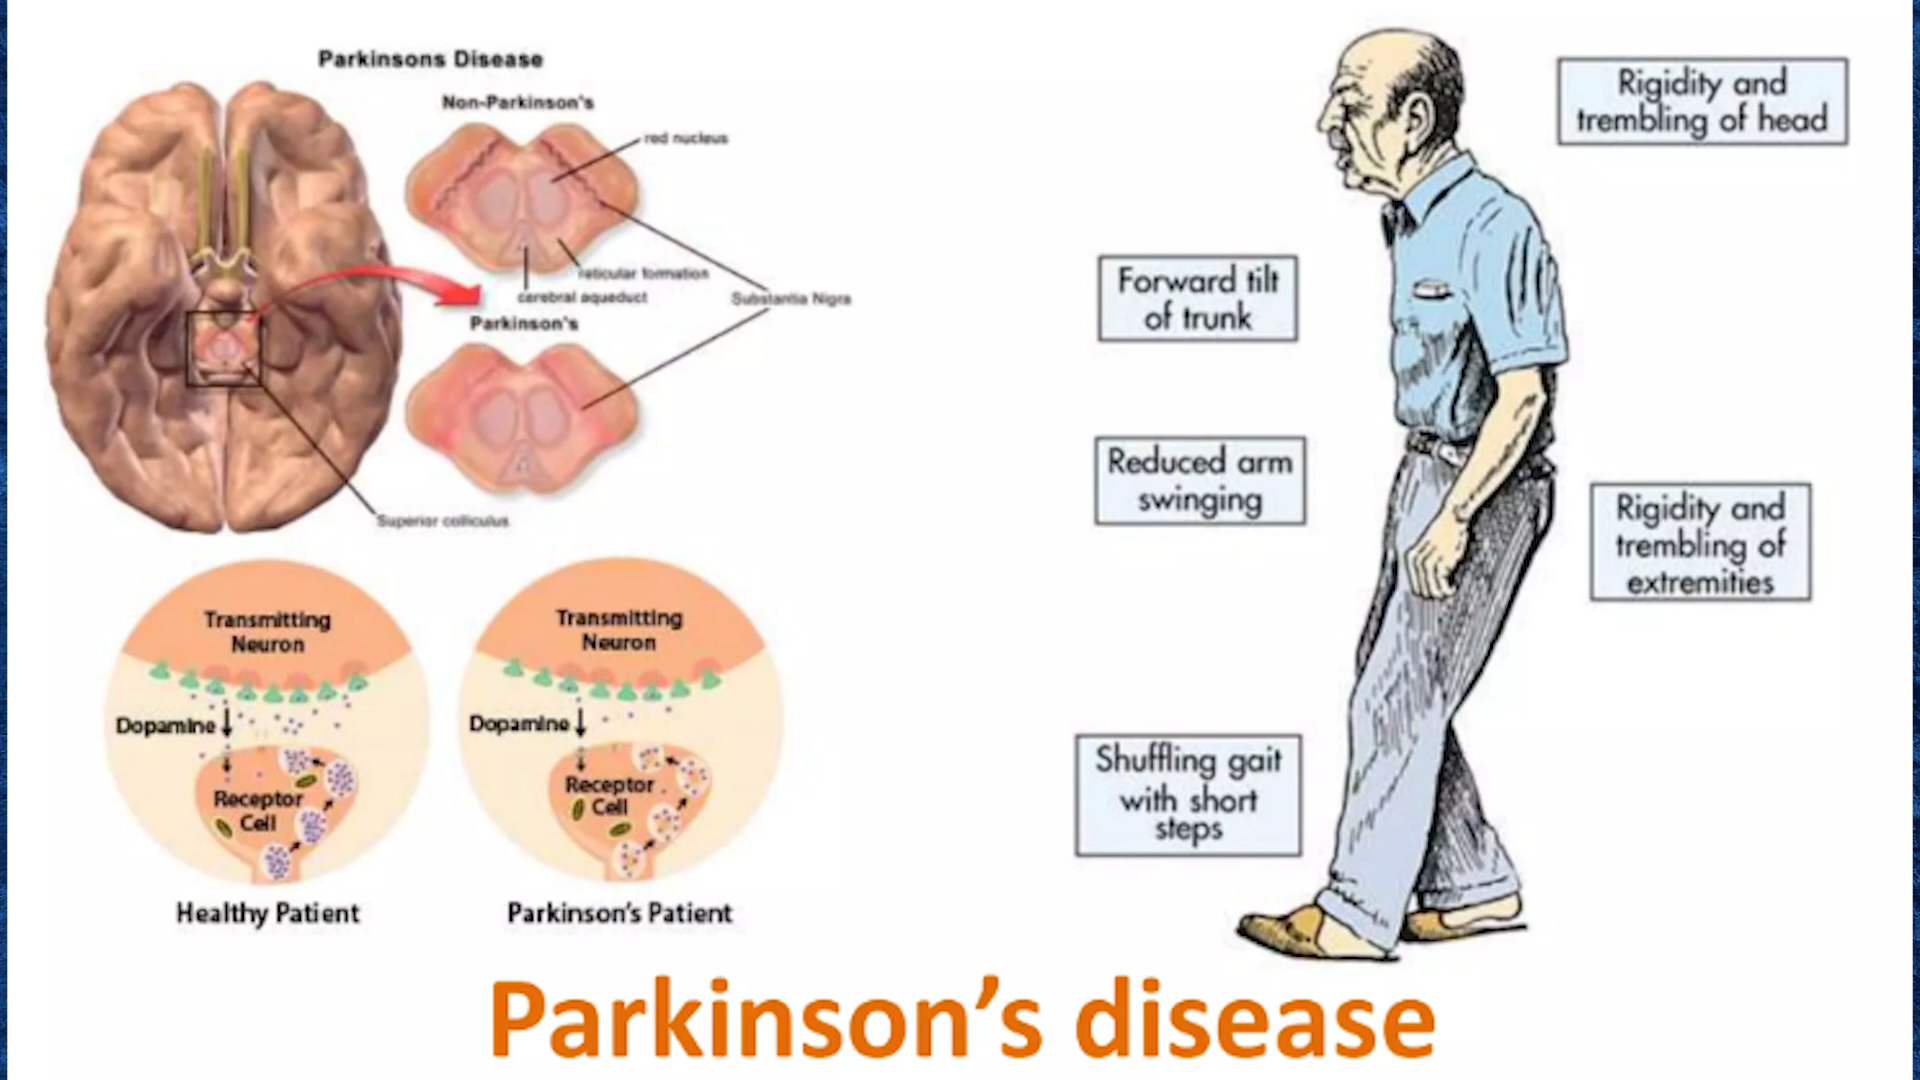 Parkinsons Disease
Non-Parkinson's
red nucleus
reticular formation
cerebral aqueduct
Substantia Nigra
Parkinson's
Superior colliculus
Transmitting
Neuron
Dopamine
Receptor
Cell
Healthy Patient
Transmitting
Neuron
Dopamine
Receptor
Cell
Parkinson's Patient
Rigidity and
trembling of head
Forward tilt
of trunk
Reduced arm
swinging
Rigidity and
trembling of
extremities
Shuffling gait
with short
steps
Parkinson's disease